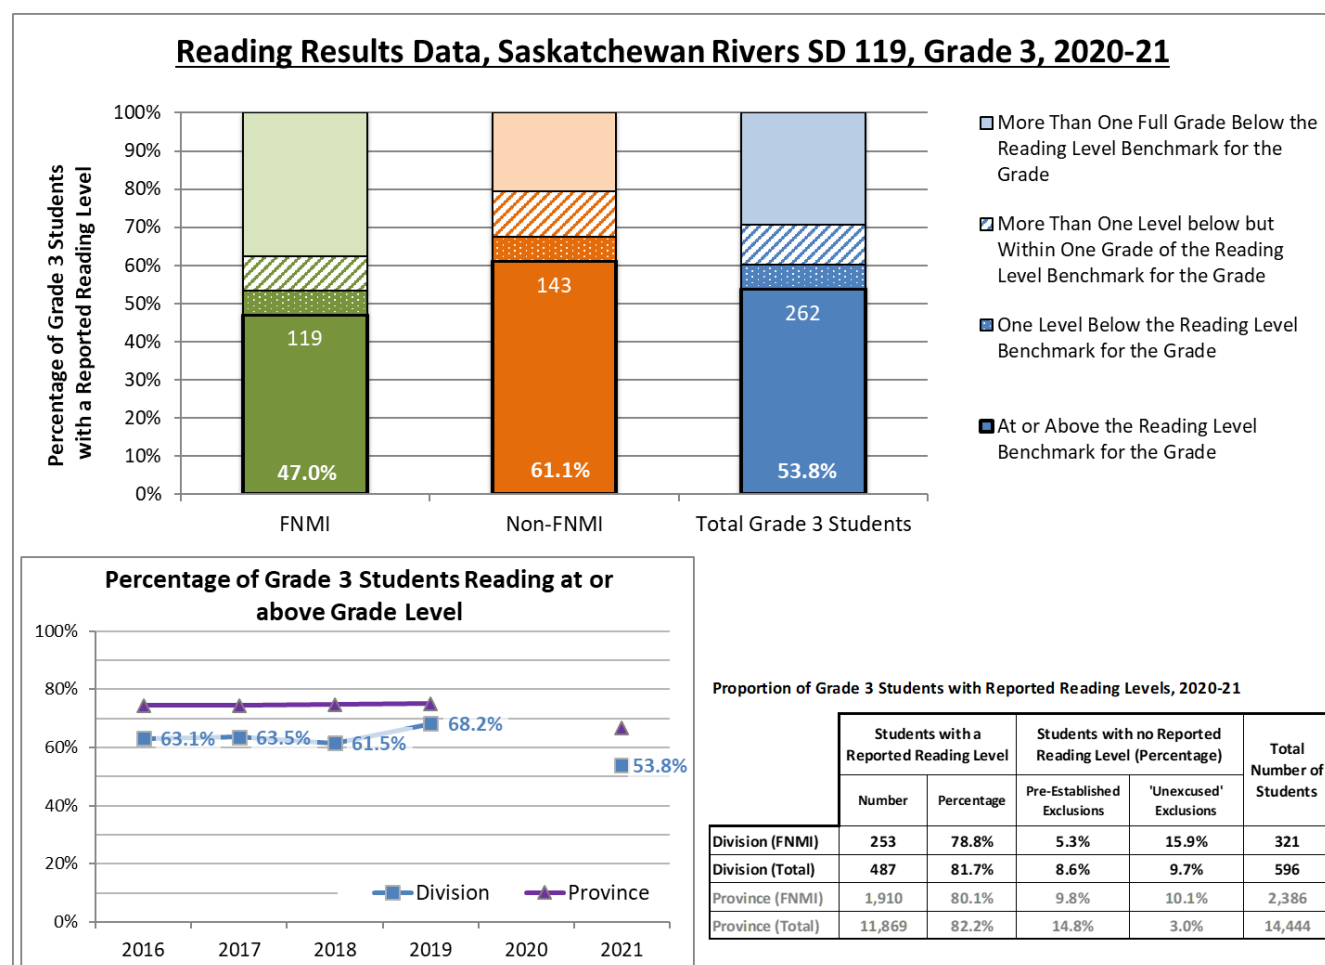 Reading Results Data, Saskatchewan Rivers SD 119, Grade 3, 2020-21
Percentage of Grade 3 Students
with a Reported Reading Level
100%
90%
80%
70%
60%
50%
40%
30%
20%
10%
0%
119
47.0%
143
61.1%
262
53.8%
FNMI
Non-FNMI
Total Grade 3 Students
More Than One Full Grade Below the
Reading Level Benchmark for the
Grade
More Than One Level below but
Within One Grade of the Reading
Level Benchmark for the Grade
One Level Below the Reading Level
Benchmark for the Grade
At or Above the Reading Level
Benchmark for the Grade
Percentage of Grade 3 Students Reading at or
above Grade Level
100%
80%
60%
40%
20%
0%
63.1%
63.5%
61.5%
68.2%
53.8%
Division
Province
2016
2017
2018
2019
2020
2021
Proportion of Grade 3 Students with Reported Reading Levels, 2020-21
Students with a
Reported Reading Level
Students with no Reported
Reading Level (Percentage)
Total
Number of
Students
Number
Percentage
Pre-Established
Exclusions
'Unexcused'
Exclusions
Division (FNMI) 253 78.8% 5.3% 15.9% 321
Division (Total) 487 81.7% 8.6% 9.7% 596
Province (FNMI) 1,910 80.1% 9.8% 10.1% 2,386
Province (Total) 11,869 82.2% 14.8% 3.0% 14,444